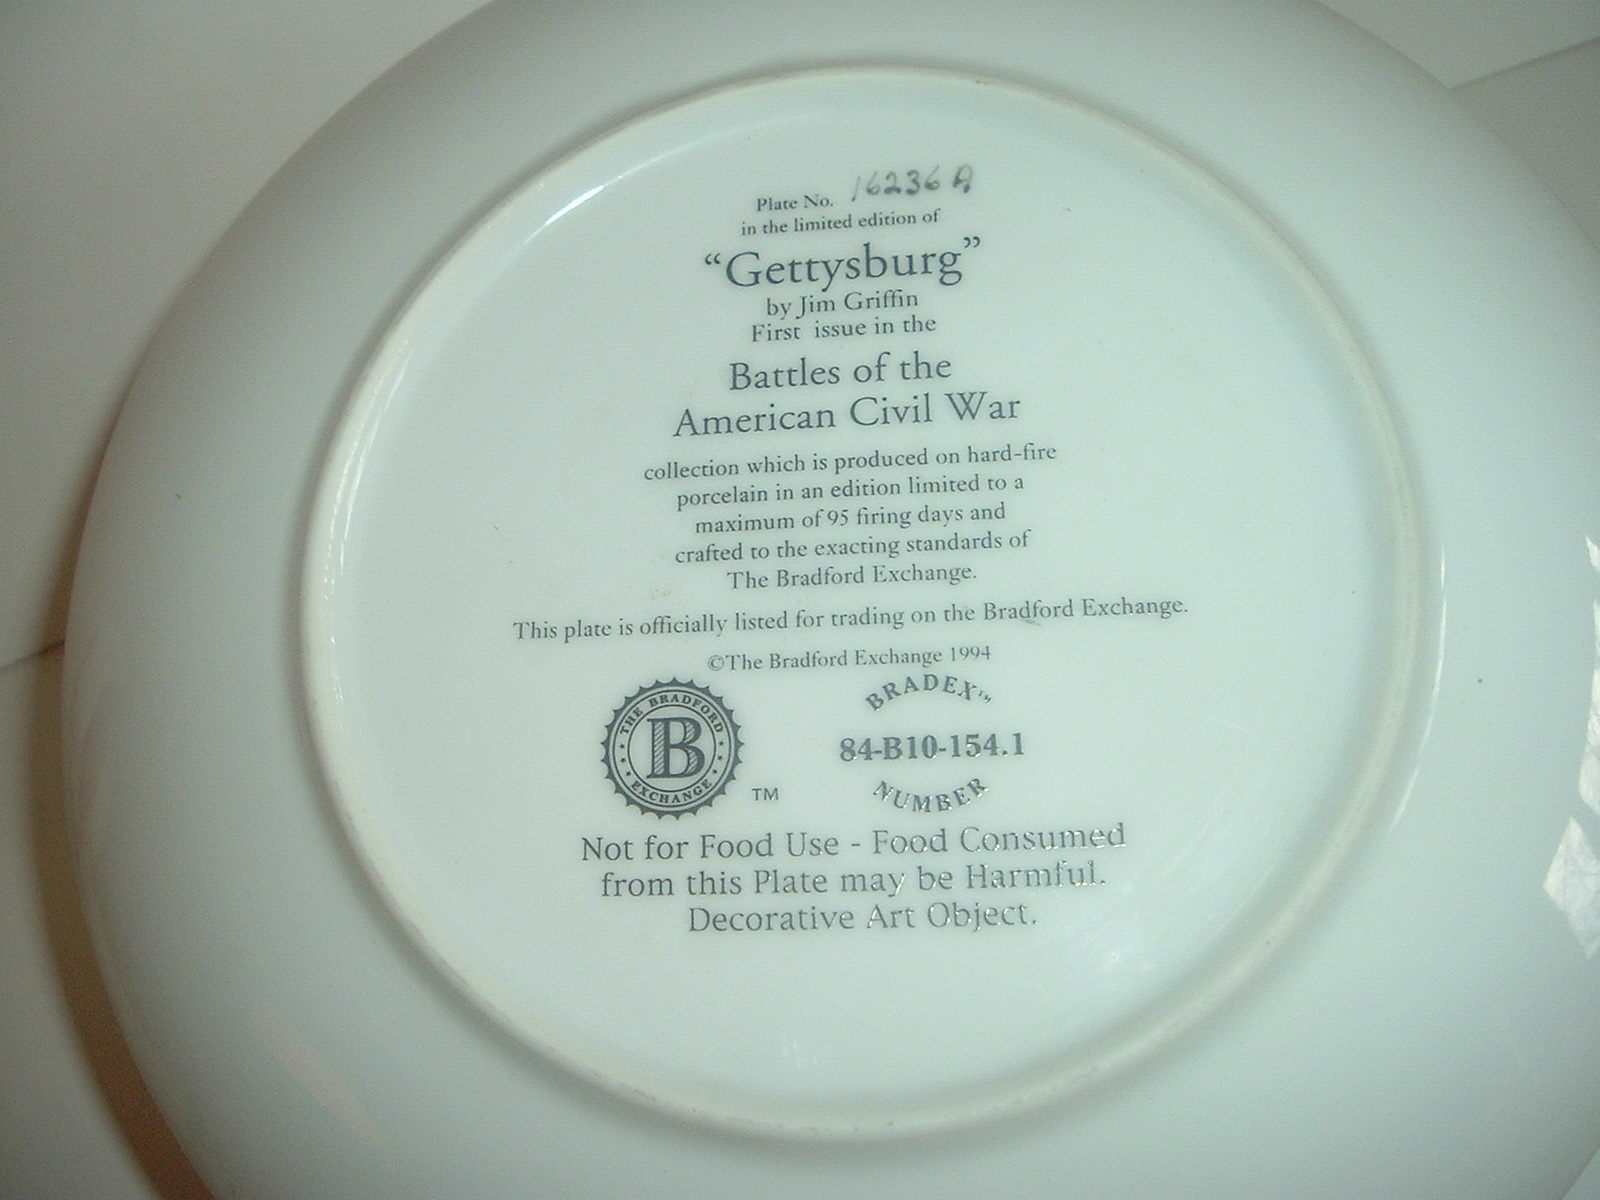 Plate No. 16236A
in the limited edition of
“Gettysburg”
by Jim Griffin
First issue in the
Battles of the
American Civil War
collection which is produced on hard-fire
porcelain in an edition limited to a
maximum of 95 firing days and
crafted to the exacting standards of
The Bradford Exchange.
This plate is officially listed for trading on the Bradford Exchange.
©The Bradford Exchange 1994
THE BRADFORD
B
EXCHANGE
TM
BRADEX™
84-B10-154.1
NUMBER
Not for Food Use - Food Consumed
from this Plate may be Harmful.
Decorative Art Object.